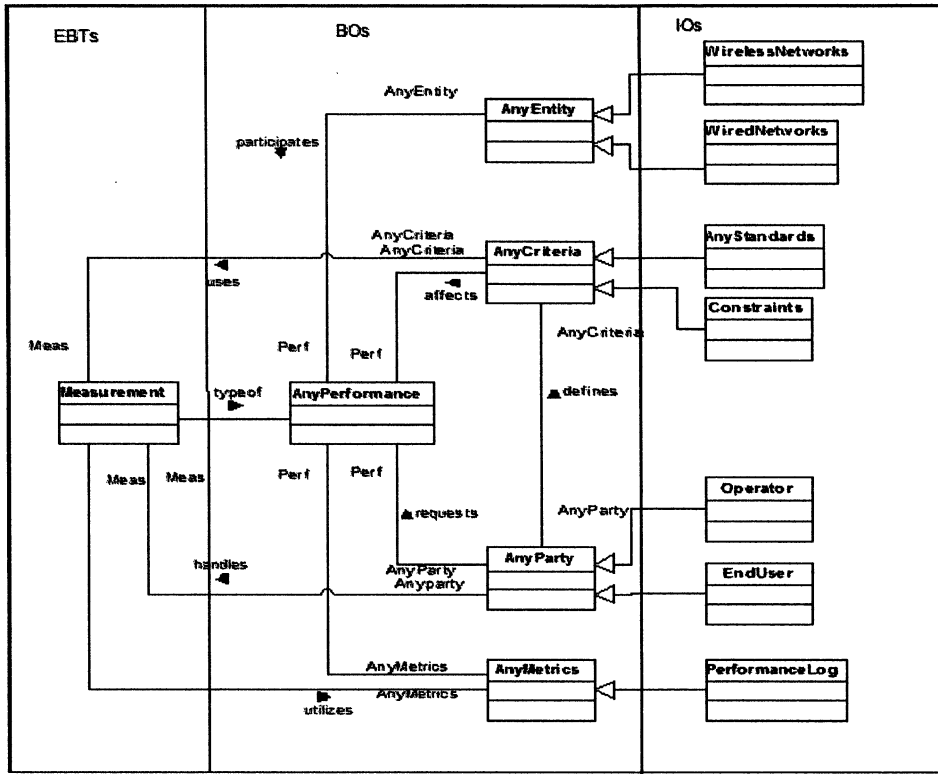 EBTs
BOs
IOs
WirelessNetworks
AnyEntity
AnyEntity
WiredNetworks
participates
AnyCriteria
AnyCriteria
AnyCriteria
AnyStandards
uses
affects
Constraints
AnyCriteria
Meas
Perf
Perf
Measurement
typeof
AnyPerformance
defines
Meas
Meas
Perf
Perf
Operator
requests
AnyParty
handles
AnyParty
AnyParty
Anyparty
EndUser
AnyMetrics
AnyMetrics
AnyMetrics
PerformanceLog
utilizes